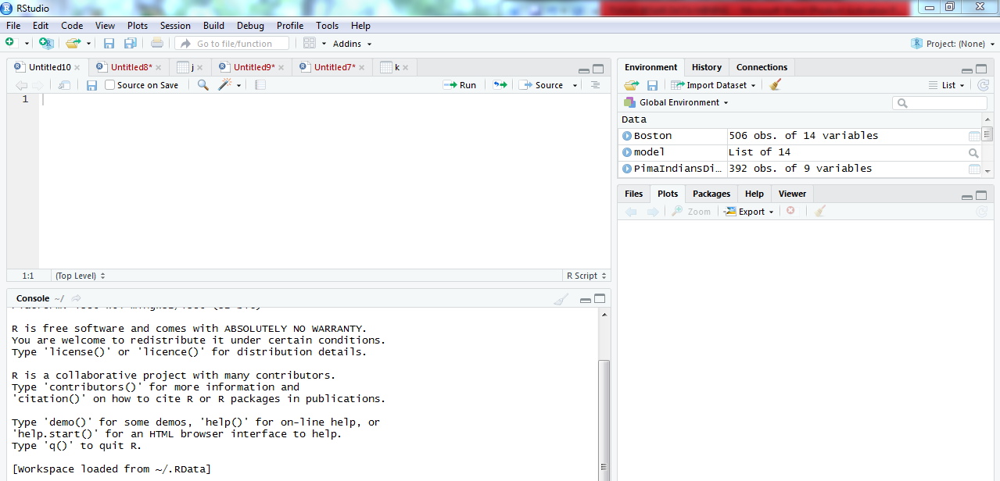 RStudio
File Edit Code View Plots Session Build Debug Profile Tools Help
Go to file/function Addins Project: (None)
Untitled10 Untitled8* j Untitled9* Untitled7* k
Source on Save Run Source
1
1:1 (Top Level) R Script
Console ~/
R is free software and comes with ABSOLUTELY NO WARRANTY.
You are welcome to redistribute it under certain conditions.
Type 'license()' or 'licence()' for distribution details.
R is a collaborative project with many contributors.
Type 'contributors()' for more information and
'citation()' on how to cite R or R packages in publications.
Type 'demo()' for some demos, 'help()' for on-line help, or
'help.start()' for an HTML browser interface to help.
Type 'q()' to quit R.
[Workspace loaded from ~/.RData]
Environment History Connections
Import Dataset List
Global Environment
Data
Boston 506 obs. of 14 variables
model List of 14
PimaIndiansDi… 392 obs. of 9 variables
Files Plots Packages Help Viewer
Zoom Export